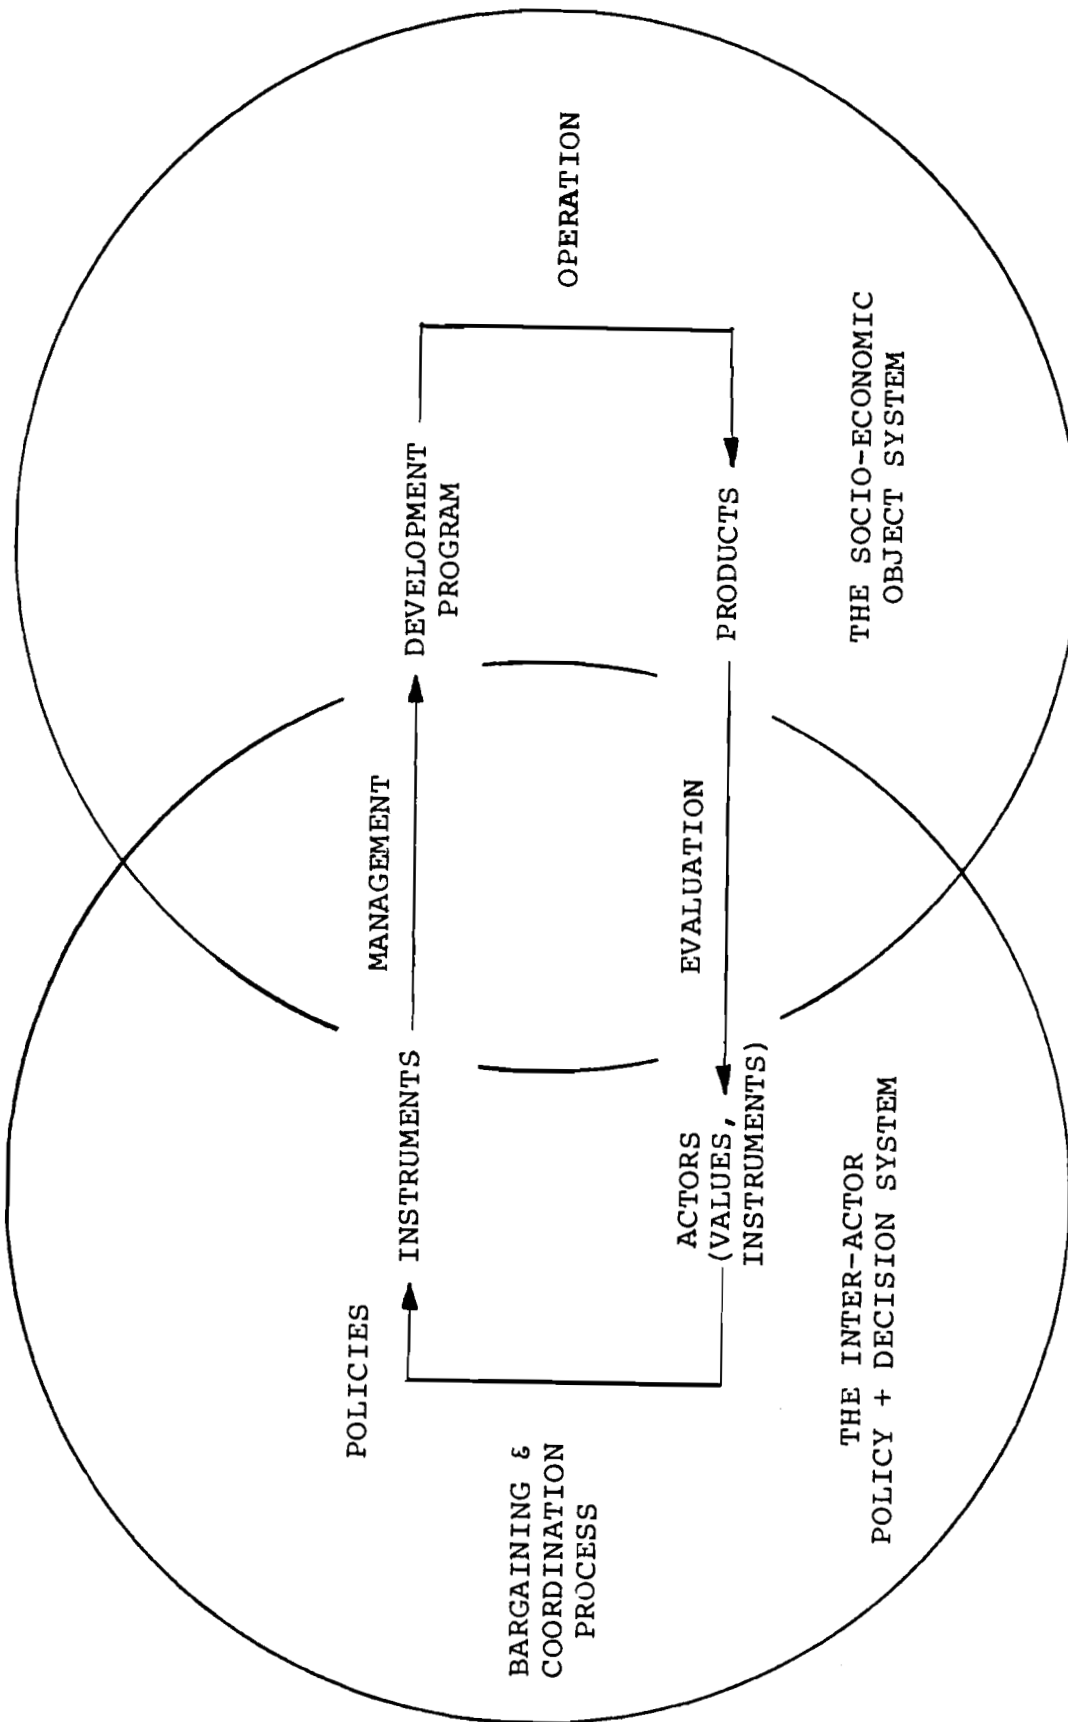 POLICIES
BARGAINING &
COORDINATION
PROCESS
INSTRUMENTS
MANAGEMENT
DEVELOPMENT
PROGRAM
OPERATION
PRODUCTS
EVALUATION
ACTORS
(VALUES,
INSTRUMENTS)
THE INTER-ACTOR
POLICY + DECISION SYSTEM
THE SOCIO-ECONOMIC
OBJECT SYSTEM